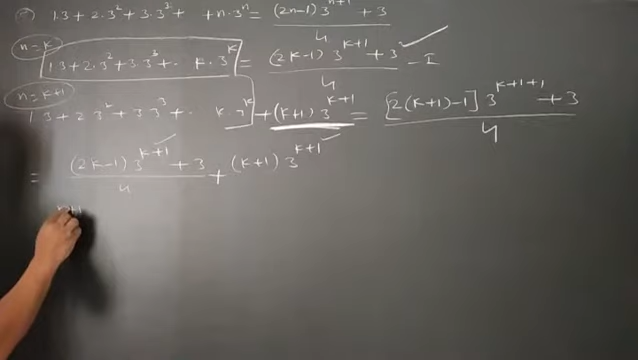 1.3 + 2.3² + 3.3³ + + n.3ⁿ = (2n-1) 3ⁿ⁺¹ + 3 / 4
n=k
1.3 + 2.3² + 3.3³ + .. k.3ᵏ = (2k-1) 3ᵏ⁺¹ + 3 / 4 - I
n=k+1
1.3 + 2.3² + 3.3³ + .. k.3ᵏ + (k+1) 3ᵏ⁺¹ = [2(k+1)-1] 3ᵏ⁺¹⁺¹ + 3 / 4
= (2k-1) 3ᵏ⁺¹ + 3 / 4 + (k+1) 3ᵏ⁺¹